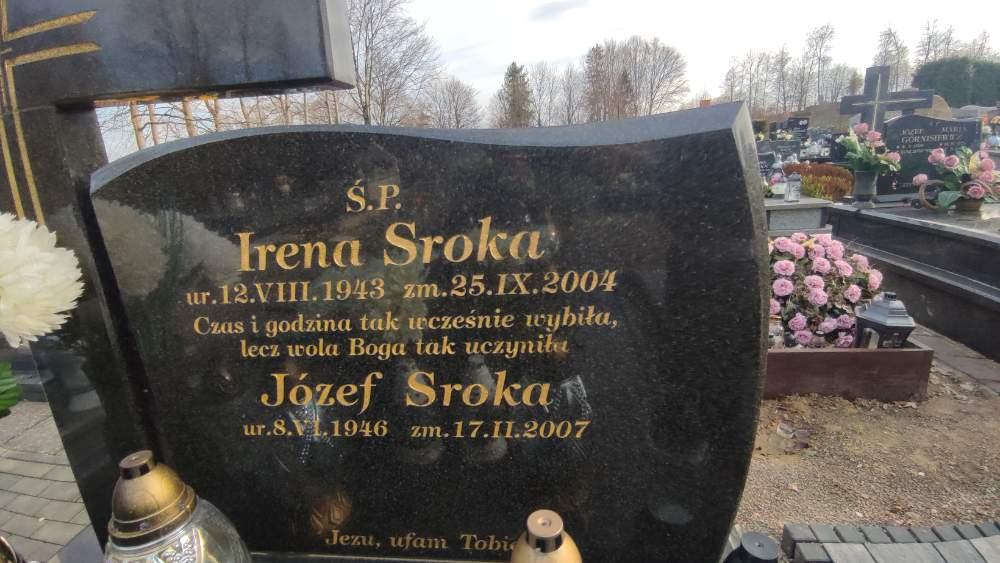 Ś.P.
Irena Sroka
ur.12.VIII.1943 zm.25.IX.2004
Czas i godzina tak wcześnie wybiła,
lecz wola Boga tak uczyniła
Józef Sroka
ur.8.VI.1946 zm.17.II.2007
Jezu, ufam Tobie
JÓZEF MARIA
GÓRNISIEWICZ